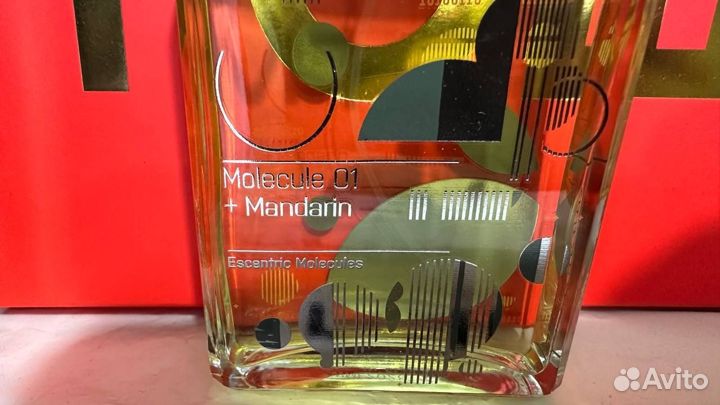 Molecule 01
+ Mandarin
Escentric Molecules
Avito